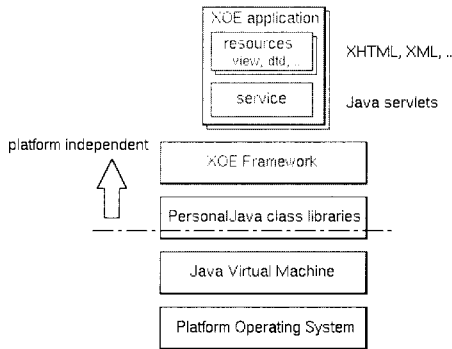 XOE application
resources
view, dtd, ..
XHTML, XML, ..
service
Java servlets
platform independent
XOE Framework
PersonalJava class libraries
Java Virtual Machine
Platform Operating System